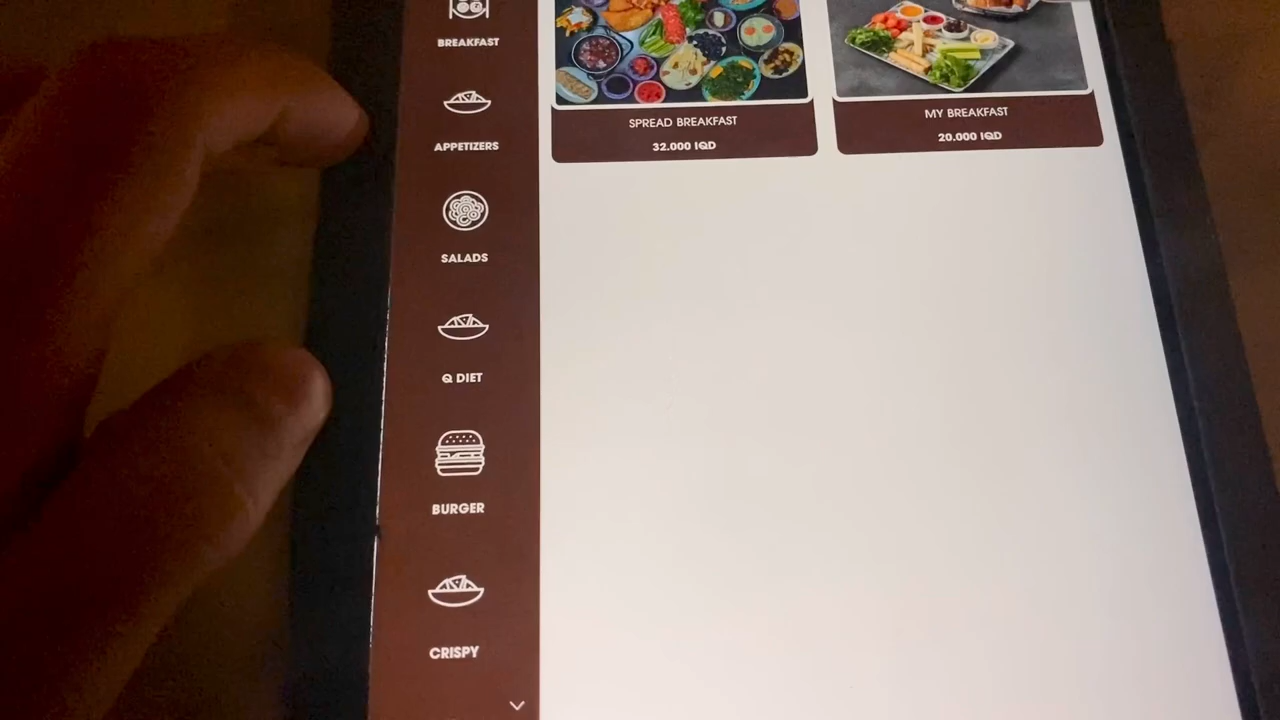 BREAKFAST
APPETIZERS
SALADS
Q DIET
BURGER
CRISPY
SPREAD BREAKFAST
32.000 IQD
MY BREAKFAST
20.000 IQD